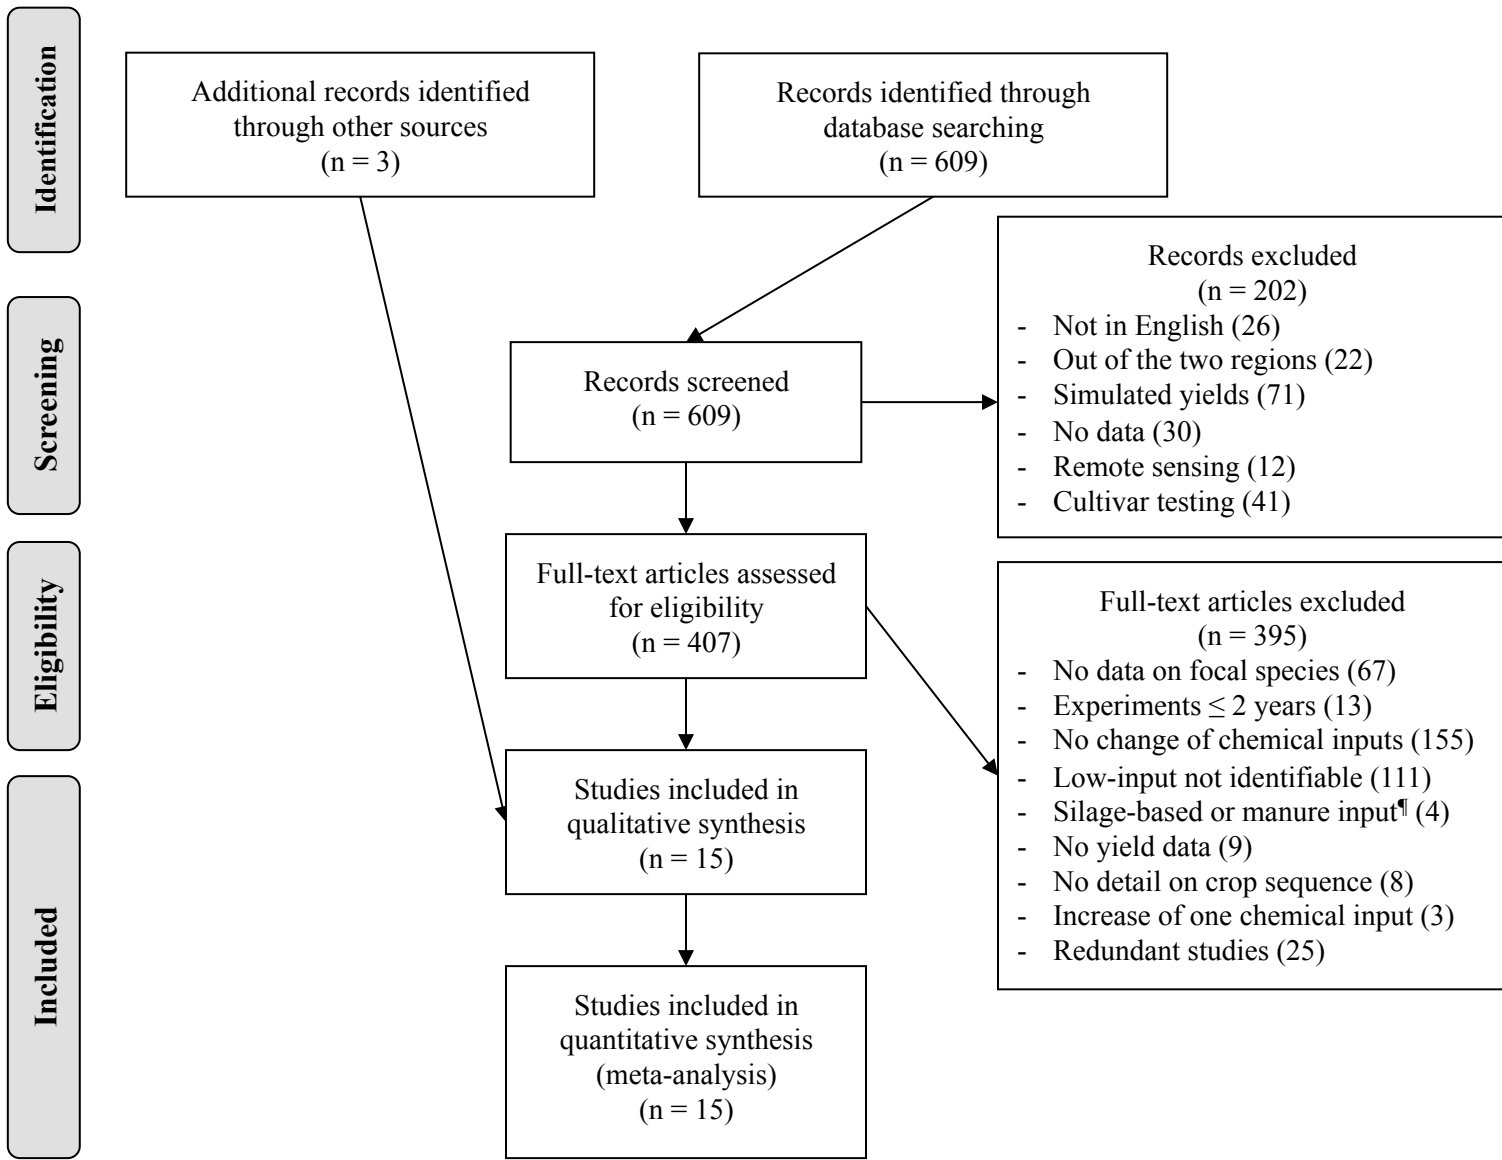 Identification
Additional records identified
through other sources
(n = 3)
Records identified through
database searching
(n = 609)
Records excluded
(n = 202)
- Not in English (26)
- Out of the two regions (22)
- Simulated yields (71)
- No data (30)
- Remote sensing (12)
- Cultivar testing (41)
Screening
Records screened
(n = 609)
Eligibility
Full-text articles assessed
for eligibility
(n = 407)
Full-text articles excluded
(n = 395)
- No data on focal species (67)
- Experiments ≤ 2 years (13)
- No change of chemical inputs (155)
- Low-input not identifiable (111)
- Silage-based or manure input¶ (4)
- No yield data (9)
- No detail on crop sequence (8)
- Increase of one chemical input (3)
- Redundant studies (25)
Included
Studies included in
qualitative synthesis
(n = 15)
Studies included in
quantitative synthesis
(meta-analysis)
(n = 15)